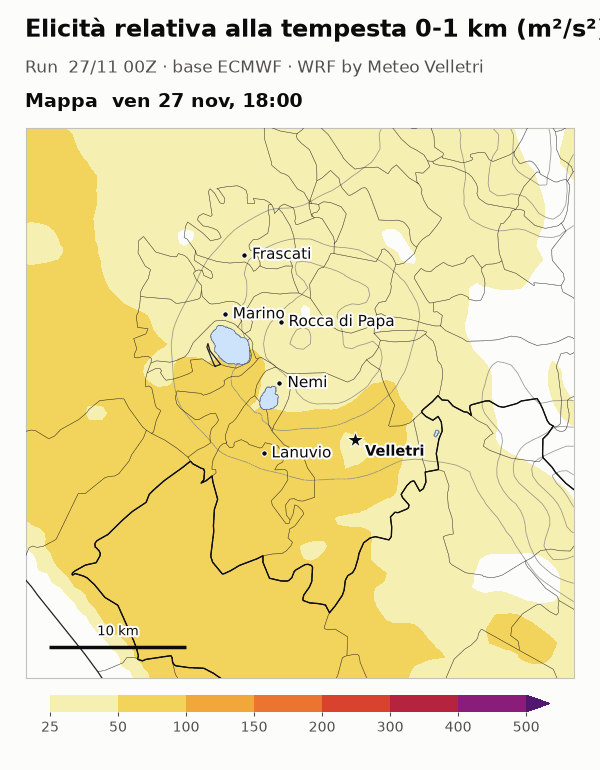 Elicità relativa alla tempesta 0-1 km (m²/s²)
Run 27/11 00Z · base ECMWF · WRF by Meteo Velletri
Mappa ven 27 nov, 18:00
Frascati
Marino
Rocca di Papa
Nemi
Velletri
Lanuvio
10 km
25 50 100 150 200 300 400 500